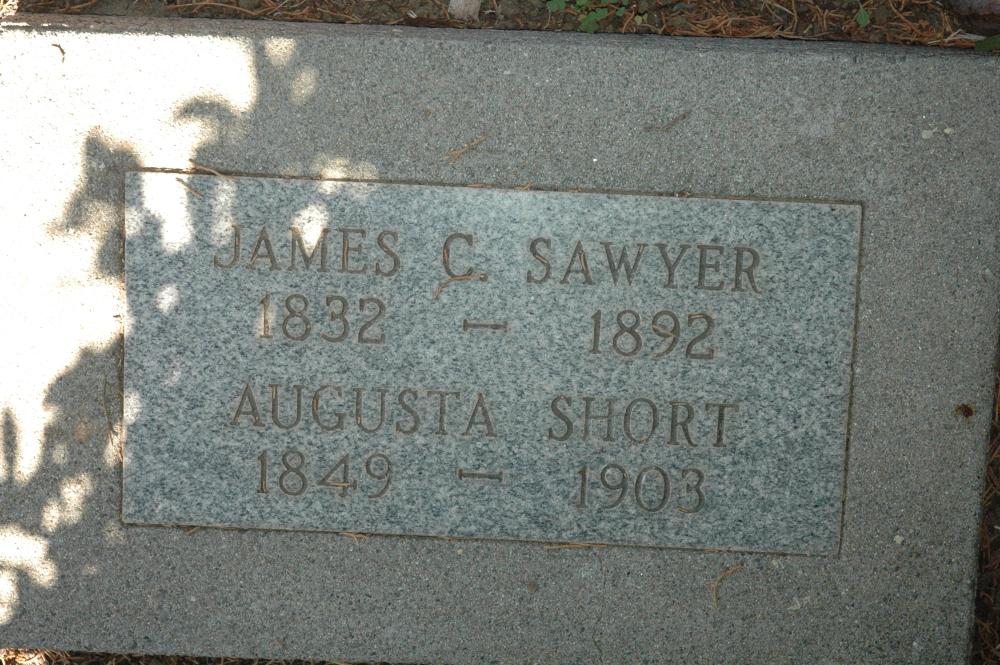 JAMES C. SAWYER
1832 — 1892
AUGUSTA SHORT
1849 — 1903